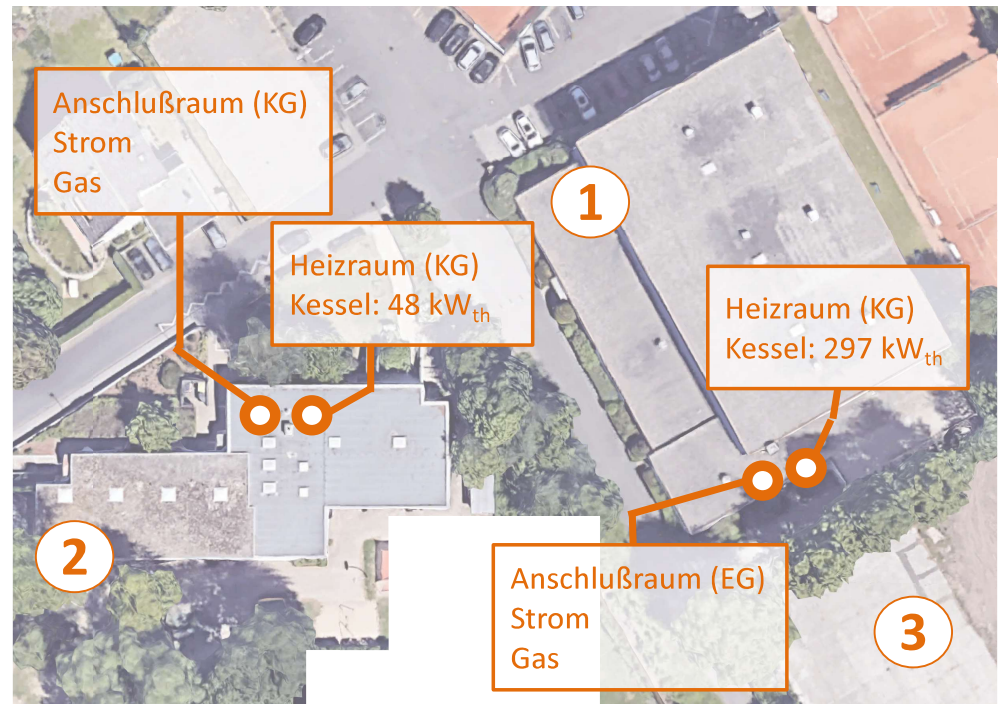 Anschlußraum (KG)
Strom
Gas
1
Heizraum (KG)
Kessel: 48 kWth
Heizraum (KG)
Kessel: 297 kWth
2
Anschlußraum (EG)
Strom
Gas
3